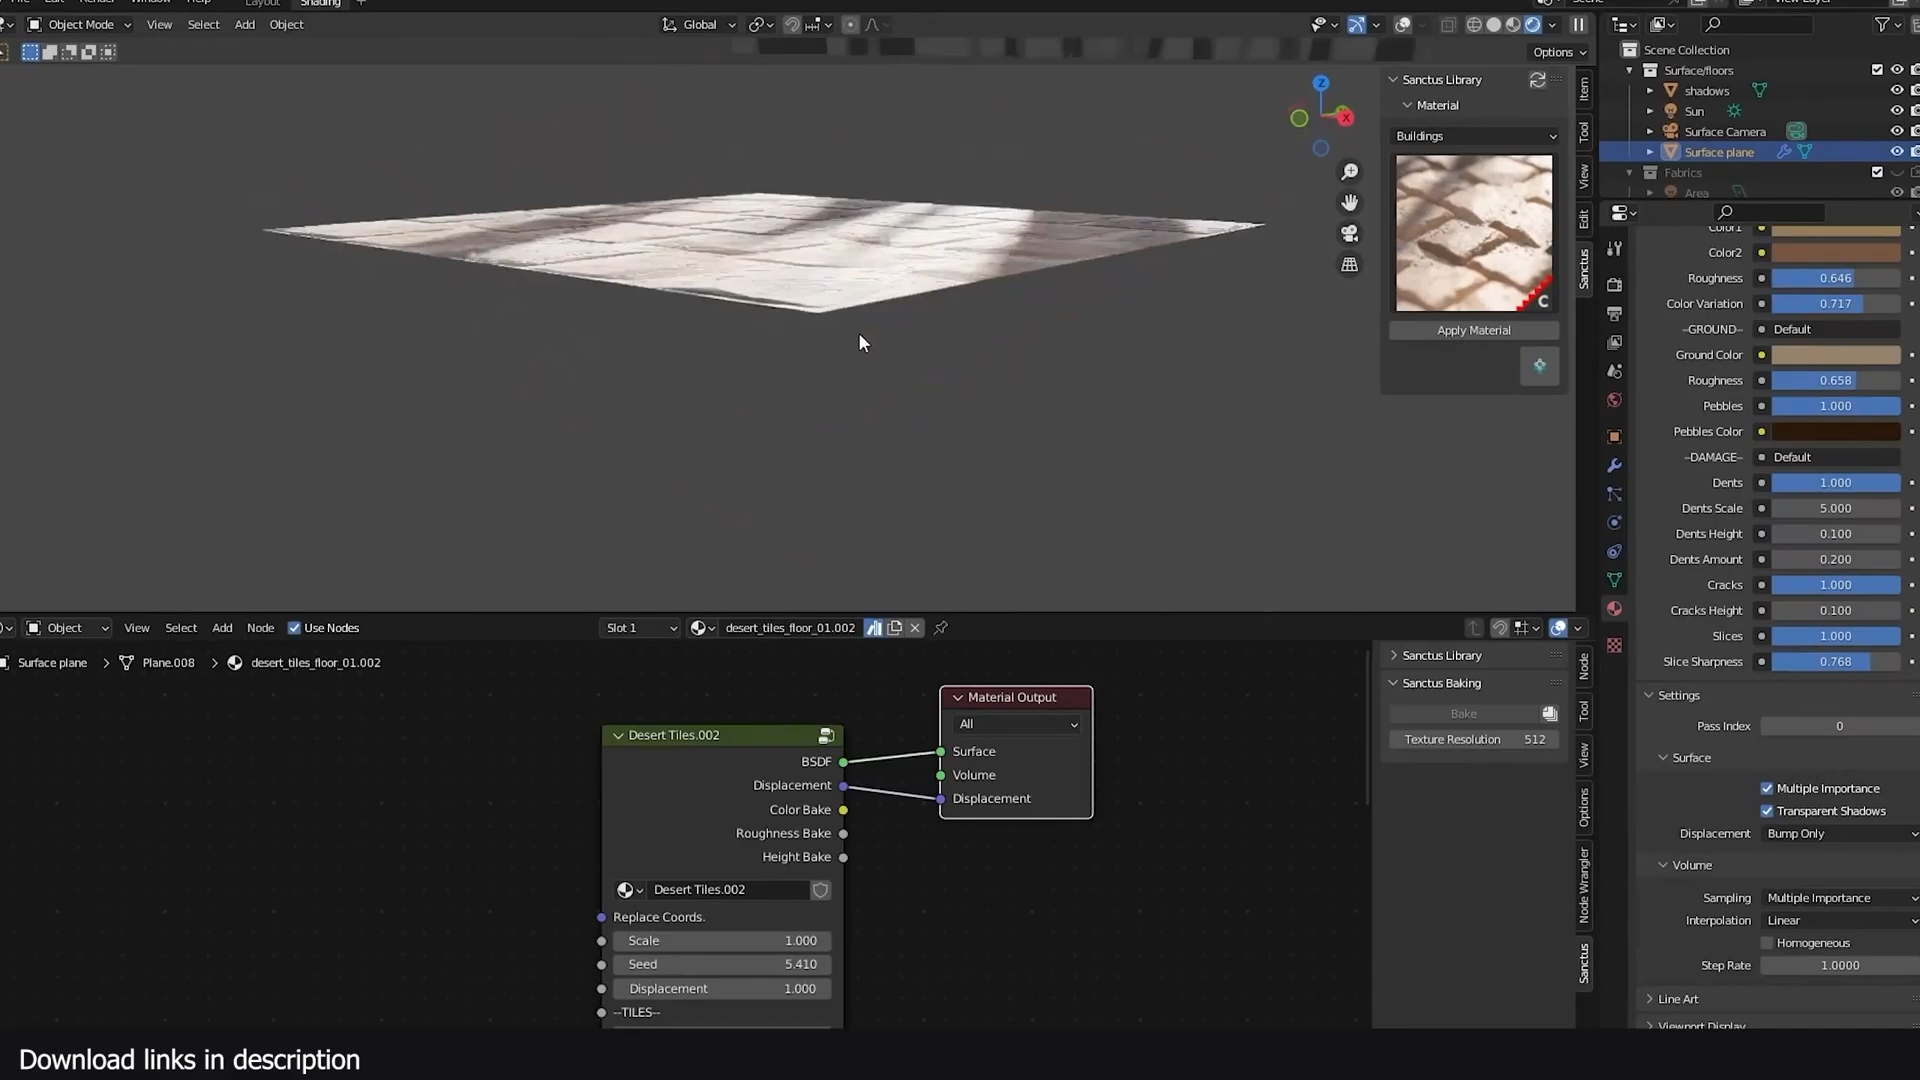 Layout
Shading
Object Mode
View
Select
Add
Object
Global
Options
Z
X
Sanctus Library
Material
Buildings
C
Apply Material
Item
Tool
View
Edit
Sanctus
Scene Collection
Surface/floors
shadows
Sun
Surface Camera
Surface plane
Fabrics
Area
Color1
Color2
Roughness 0.646
Color Variation 0.717
--GROUND-- Default
Ground Color
Roughness 0.658
Pebbles 1.000
Pebbles Color
--DAMAGE-- Default
Dents 1.000
Dents Scale 5.000
Dents Height 0.100
Dents Amount 0.200
Cracks 1.000
Cracks Height 0.100
Slices 1.000
Slice Sharpness 0.768
Settings
Pass Index 0
Surface
Multiple Importance
Transparent Shadows
Displacement Bump Only
Volume
Sampling Multiple Importance
Interpolation Linear
Homogeneous
Step Rate 1.0000
Line Art
Viewport Display
Object
View
Select
Add
Node
Use Nodes
Slot 1
desert_tiles_floor_01.002
Surface plane > Plane.008 > desert_tiles_floor_01.002
Material Output
All
Surface
Volume
Displacement
Desert Tiles.002
BSDF
Displacement
Color Bake
Roughness Bake
Height Bake
Desert Tiles.002
Replace Coords.
Scale 1.000
Seed 5.410
Displacement 1.000
--TILES--
Sanctus Library
Sanctus Baking
Bake
Texture Resolution 512
Node
Tool
View
Options
Node Wrangler
Sanctus
Download links in description